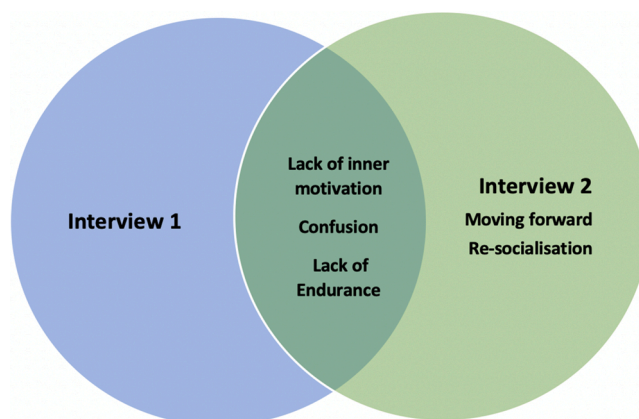 Interview 1
Lack of inner
motivation
Confusion
Lack of
Endurance
Interview 2
Moving forward
Re-socialisation